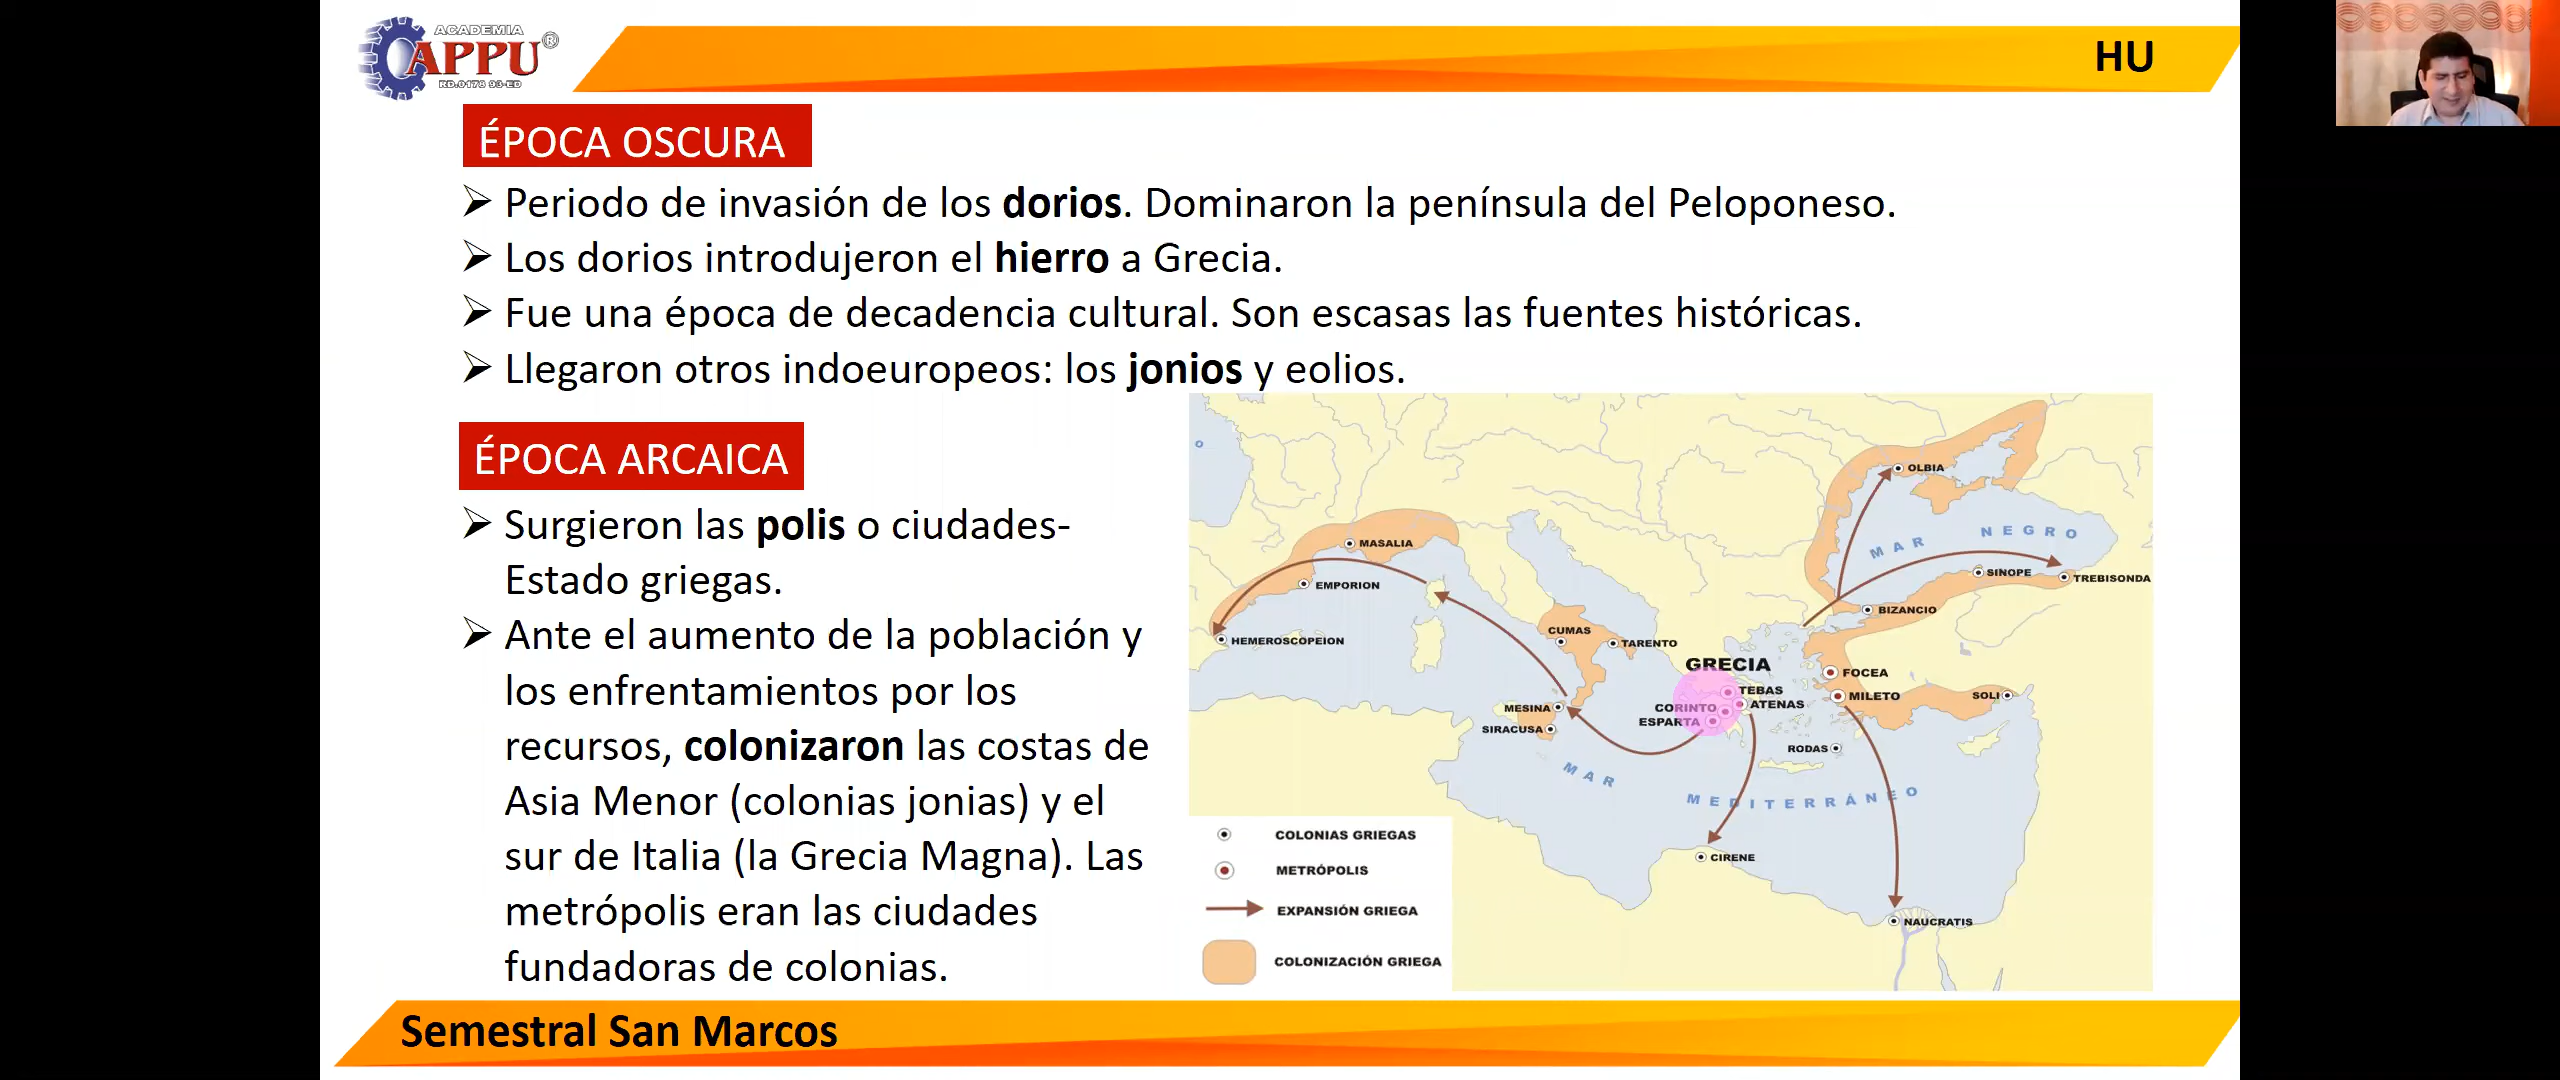 ACADEMIA
APPU®
RD.0178 93-ED
HU
ÉPOCA OSCURA
Periodo de invasión de los dorios. Dominaron la península del Peloponeso.
Los dorios introdujeron el hierro a Grecia.
Fue una época de decadencia cultural. Son escasas las fuentes históricas.
Llegaron otros indoeuropeos: los jonios y eolios.
ÉPOCA ARCAICA
Surgieron las polis o ciudades-
Estado griegas.
Ante el aumento de la población y
los enfrentamientos por los
recursos, colonizaron las costas de
Asia Menor (colonias jonias) y el
sur de Italia (la Grecia Magna). Las
metrópolis eran las ciudades
fundadoras de colonias.
O
OLBIA
MAR NEGRO
MASALIA
SINOPE
TREBISONDA
EMPORION
BIZANCIO
CUMAS
HEMEROSCOPEION
TARENTO
GRECIA
FOCEA
TEBAS
MILETO
SOLI
ATENAS
MESINA
CORINTO
ESPARTA
SIRACUSA
RODAS
MAR
MEDITERRÁNEO
COLONIAS GRIEGAS
CIRENE
METRÓPOLIS
EXPANSIÓN GRIEGA
NAUCRATIS
COLONIZACIÓN GRIEGA
Semestral San Marcos